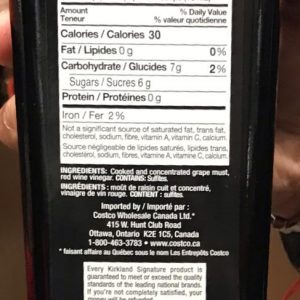 Amount % Daily Value
Teneur % valeur quotidienne
Calories / Calories 30
Fat / Lipides 0 g 0%
Carbohydrate / Glucides 7g 2%
Sugars / Sucres 6 g
Protein / Protéines 0 g
Iron / Fer 2%
Not a significant source of saturated fat, trans fat,
cholesterol, sodium, fibre, vitamin A, vitamin C, calcium.
Source négligeable de lipides saturés, lipides trans,
cholestérol, sodium, fibres, vitamine A, vitamine C, calcium.
INGREDIENTS: Cooked and concentrated grape must,
red wine vinegar. CONTAINS: Sulfites.
INGRÉDIENTS : moût de raisin cuit et concentré,
vinaigre de vin rouge. CONTIENT : sulfites.
Imported by / Importé par :
Costco Wholesale Canada Ltd.*
415 W. Hunt Club Road
Ottawa, Ontario K2E 1C5, Canada
1-800-463-3783 • www.costco.ca
* faisant affaire au Québec sous le nom Les Entrepôts Costco
Every Kirkland Signature product is
guaranteed to meet or exceed the quality
standards of the leading national brands.
If you're not completely satisfied, your